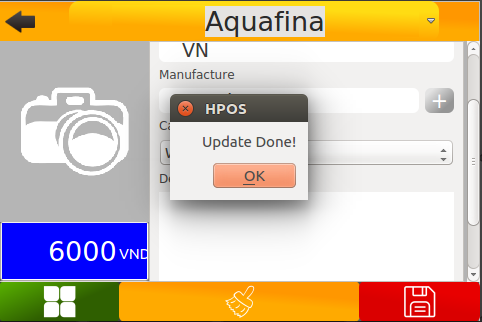 Aquafina
VN
Manufacture
HPOS
Update Done!
OK
6000 VND